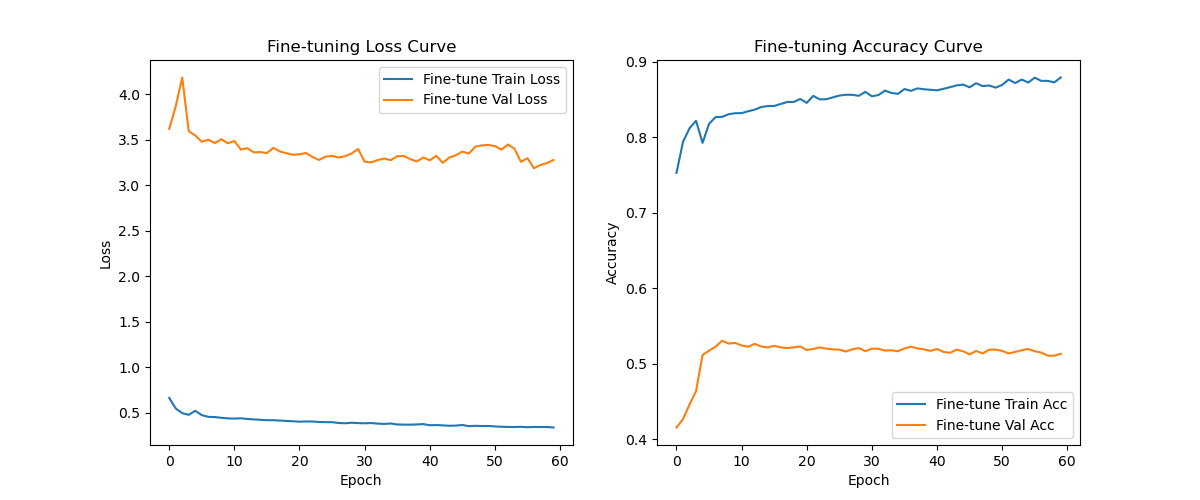 Fine-tuning Loss Curve
Fine-tune Train Loss
Fine-tune Val Loss
4.0
3.5
3.0
2.5
2.0
1.5
1.0
0.5
Loss
0 10 20 30 40 50 60
Epoch
Fine-tuning Accuracy Curve
0.9
0.8
0.7
0.6
0.5
0.4
Accuracy
Fine-tune Train Acc
Fine-tune Val Acc
0 10 20 30 40 50 60
Epoch